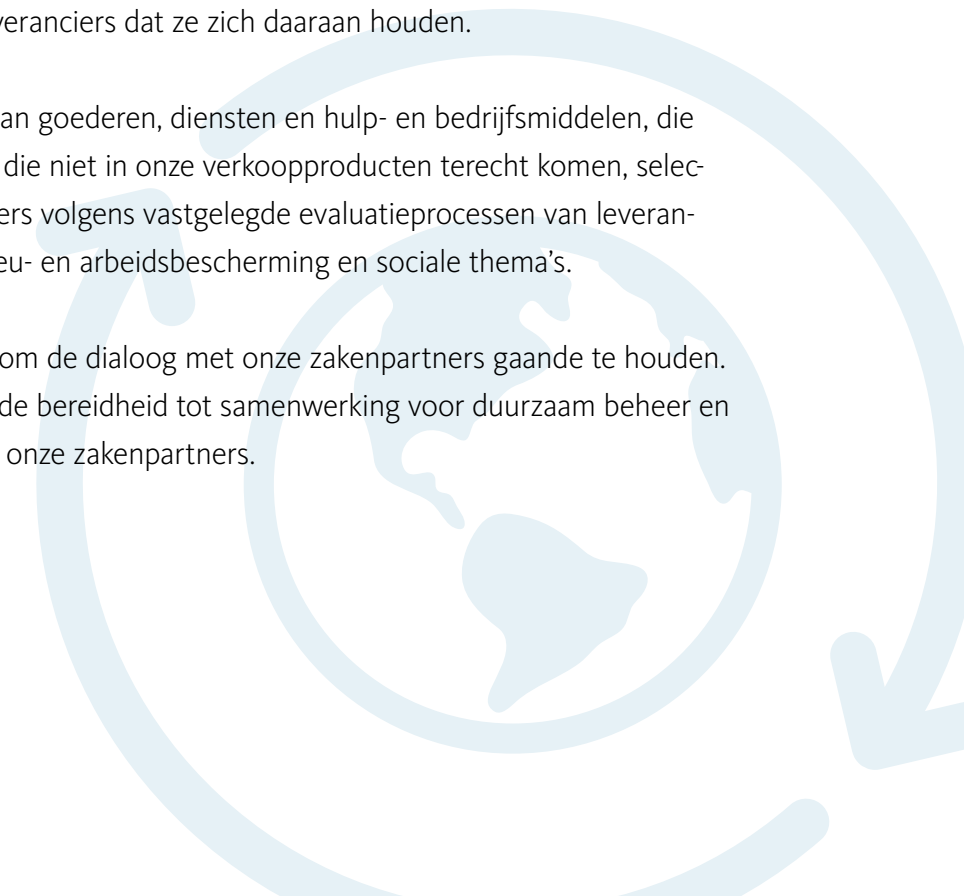 veranciers dat ze zich daaraan houden.
an goederen, diensten en hulp- en bedrijfsmiddelen, die
die niet in onze verkoopproducten terecht komen, selec-
ers volgens vastgelegde evaluatieprocessen van leveran-
eu- en arbeidsbescherming en sociale thema's.
om de dialoog met onze zakenpartners gaande te houden.
de bereidheid tot samenwerking voor duurzaam beheer en
onze zakenpartners.